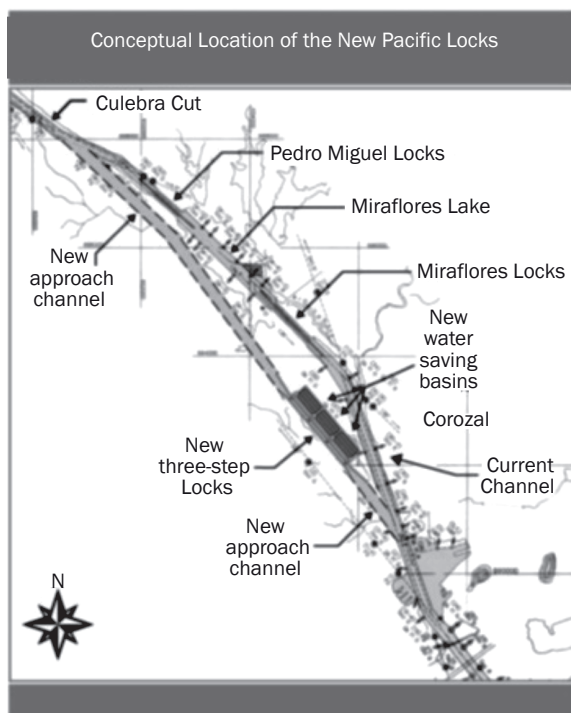 Conceptual Location of the New Pacific Locks
Culebra Cut
Pedro Miguel Locks
Miraflores Lake
New
approach
channel
Miraflores Locks
New
water
saving
basins
Corozal
New
three-step
Locks
Current
Channel
New
approach
channel
N